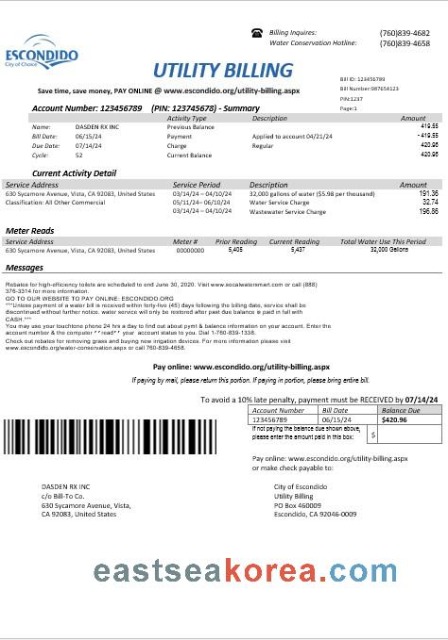 ESCONDIDO
City of Choice
Billing Inquires: (760)839-4682
Water Conservation Hotline: (760)839-4658
UTILITY BILLING
Save time, save money, PAY ONLINE @ www.escondido.org/utility-billing.aspx
Bill ID: 123456789
Bill Number:987654123
PIN:1237
Page:1
Account Number: 123456789 (PIN: 123745678) - Summary
Activity Type Description Amount
Name: DASDEN RX INC Previous Balance 419.55
Bill Date: 06/15/24 Payment Applied to account 04/21/24 - 419.55
Due Date: 07/14/24 Charge Regular 420.96
Cycle: 52 Current Balance 420.96
Current Activity Detail
Service Address Service Period Description Amount
630 Sycamore Avenue, Vista, CA 92083, United States 03/14/24 – 04/10/24 32,000 gallons of water ($5.98 per thousand) 191.36
Classification: All Other Commercial 05/11/24– 06/10/24 Water Service Charge 32.74
03/14/24 – 04/10/24 Wastewater Service Charge 196.86
Meter Reads
Service Address Meter # Prior Reading Current Reading Total Water Use This Period
630 Sycamore Avenue, Vista, CA 92083, United States 00000000 5,405 5,437 32,000 Gallons
Messages
Rebates for high-efficiency toilets are scheduled to end June 30, 2020. Visit www.socalwatersmart.com or call (888)
376-3314 for more information.
GO TO OUR WEBSITE TO PAY ONLINE: ESCONDIDO.ORG
***Unless payment of a water bill is received within forty-five (45) days following the billing date, service shall be
discontinued without further notice. water service will only be restored after past due balance is paid in full with
CASH.***
You may use your touchtone phone 24 hrs a day to find out about pymt & balance information on your account. Enter the
account number & the computer **read** your account status to you. Dial 1-760-839-1338.
Check out rebates for removing grass and buying new irrigation devices. For more information please visit
www.escondido.org/water-conservation.aspx or call 760-839-4658.
Pay online: www.escondido.org/utility-billing.aspx
If paying by mail, please return this portion. If paying in portion, please bring entire bill.
To avoid a 10% late penalty, payment must be RECEIVED by 07/14/24
Account Number Bill Date Balance Due
123456789 06/15/24 $420.96
If not paying the balance due shown above,
please enter the amount paid in this box: $
Pay online: www.escondido.org/utility-billing.aspx
or make check payable to:
DASDEN RX INC City of Escondido
c/o Bill-To Co. Utility Billing
630 Sycamore Avenue, Vista, PO Box 460009
CA 92083, United States Escondido, CA 92046-0009
eastseakorea.com